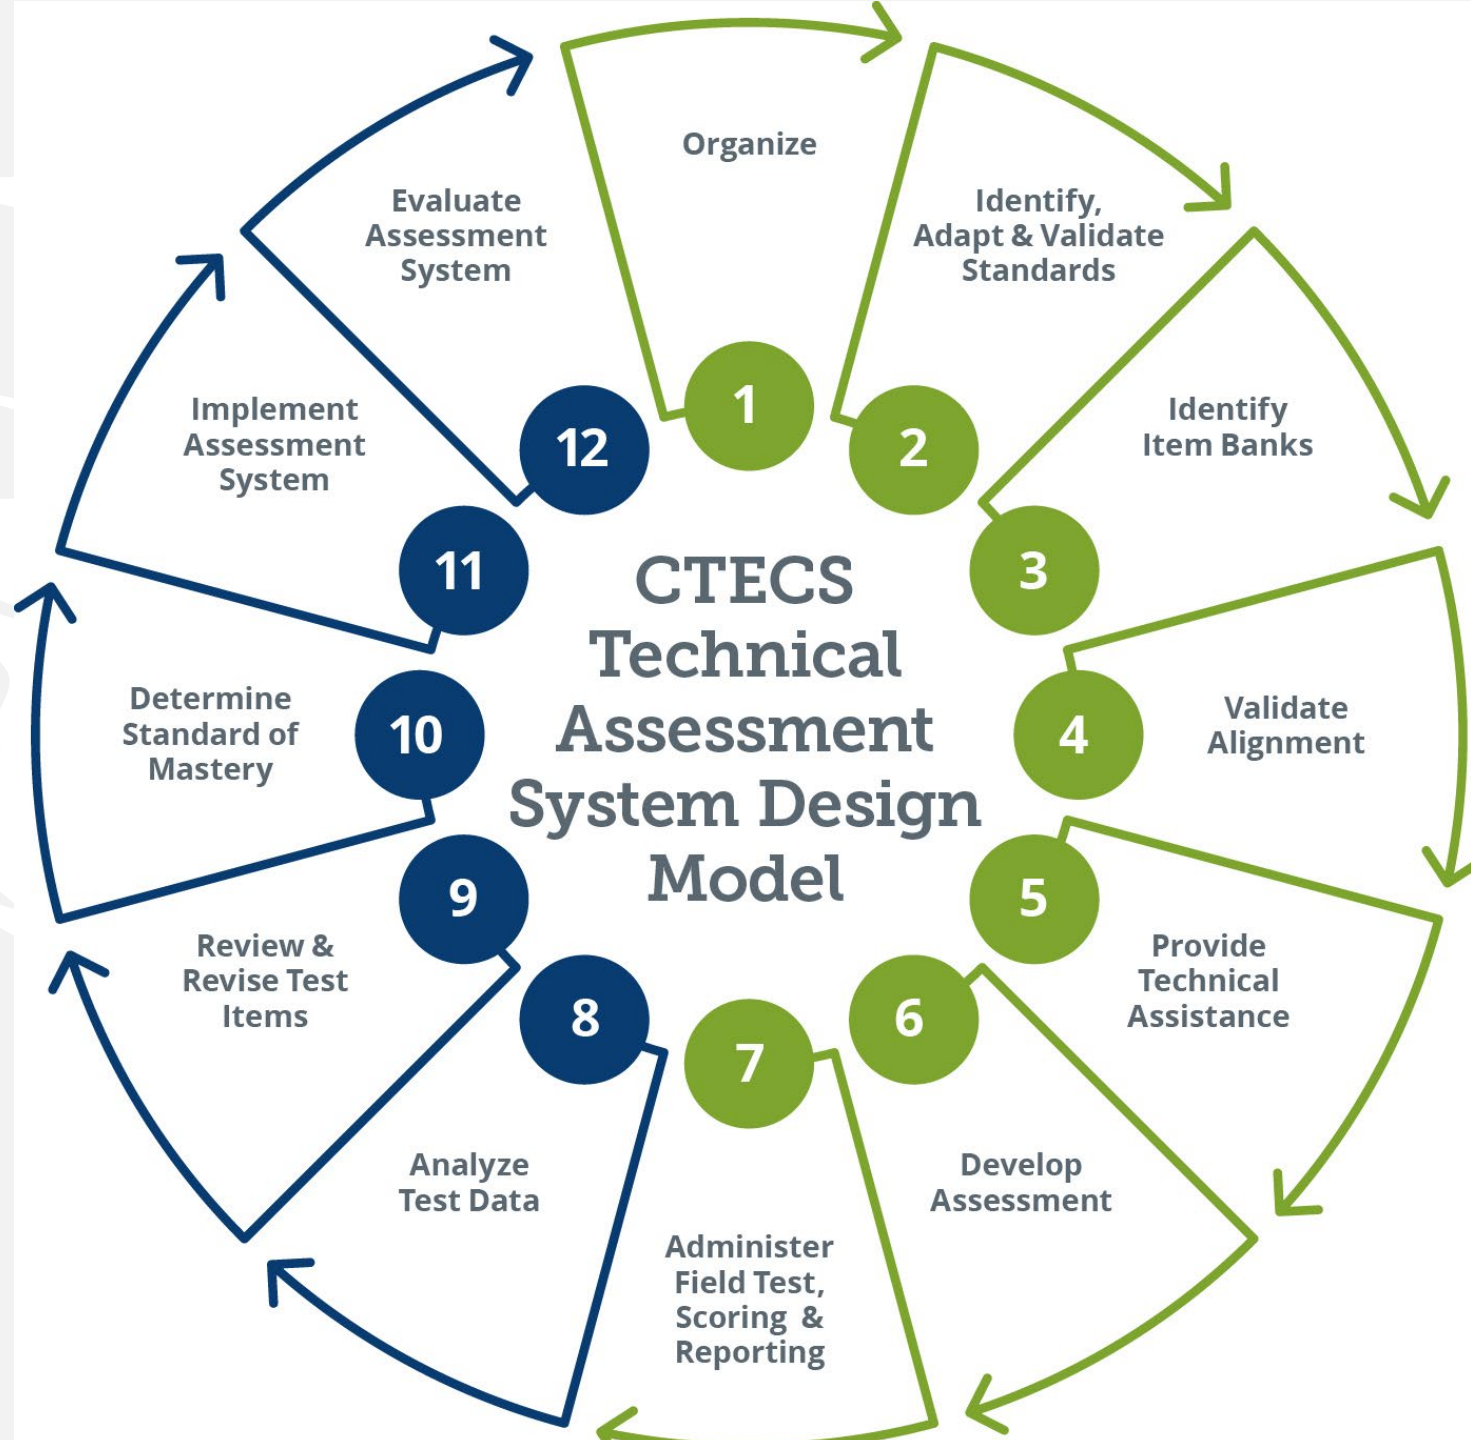 Organize
1
Identify,
Adapt & Validate
Standards
2
Identify
Item Banks
3
Validate
Alignment
4
Provide
Technical
Assistance
5
Develop
Assessment
6
Administer
Field Test,
Scoring &
Reporting
7
Analyze
Test Data
8
Review &
Revise Test
Items
9
Determine
Standard of
Mastery
10
Implement
Assessment
System
11
Evaluate
Assessment
System
12
CTECS
Technical
Assessment
System Design
Model